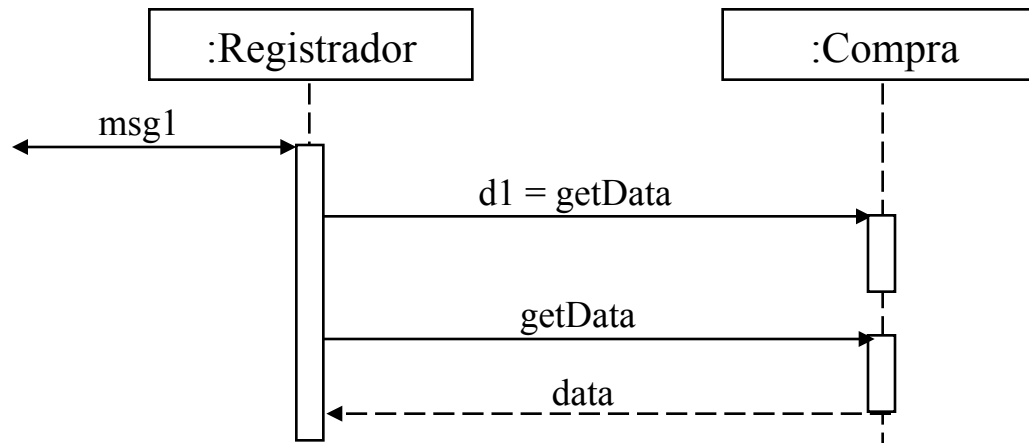 :Registrador
:Compra
msg1
d1 = getData
getData
data